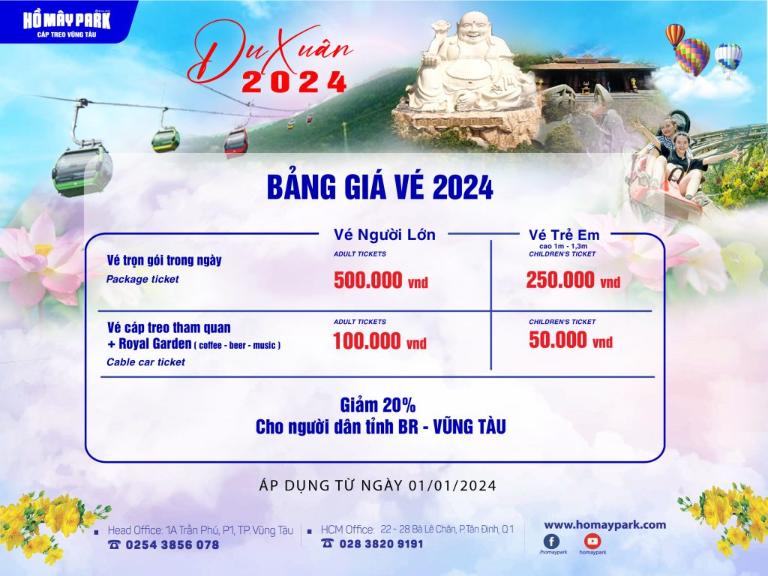 HỒ MÂY PARK
CÁP TREO VŨNG TÀU
Du Xuân
2024
BẢNG GIÁ VÉ 2024
Vé Người Lớn
Vé Trẻ Em
cao 1m - 1,3m
Vé trọn gói trong ngày
Package ticket
ADULT TICKETS
500.000 vnd
CHILDREN'S TICKET
250.000 vnd
Vé cáp treo tham quan
+ Royal Garden ( coffee - beer - music )
Cable car ticket
ADULT TICKETS
100.000 vnd
CHILDREN'S TICKET
50.000 vnd
Giảm 20%
Cho người dân tỉnh BR - VŨNG TÀU
ÁP DỤNG TỪ NGÀY 01/01/2024
Head Office: 1A Trần Phú, P1, TP. Vũng Tàu
0254 3856 078
HCM Office: 22 - 28 Bà Lê Chân, P.Tân Định, Q1
028 3820 9191
www.homaypark.com
/homaypark
homaypark